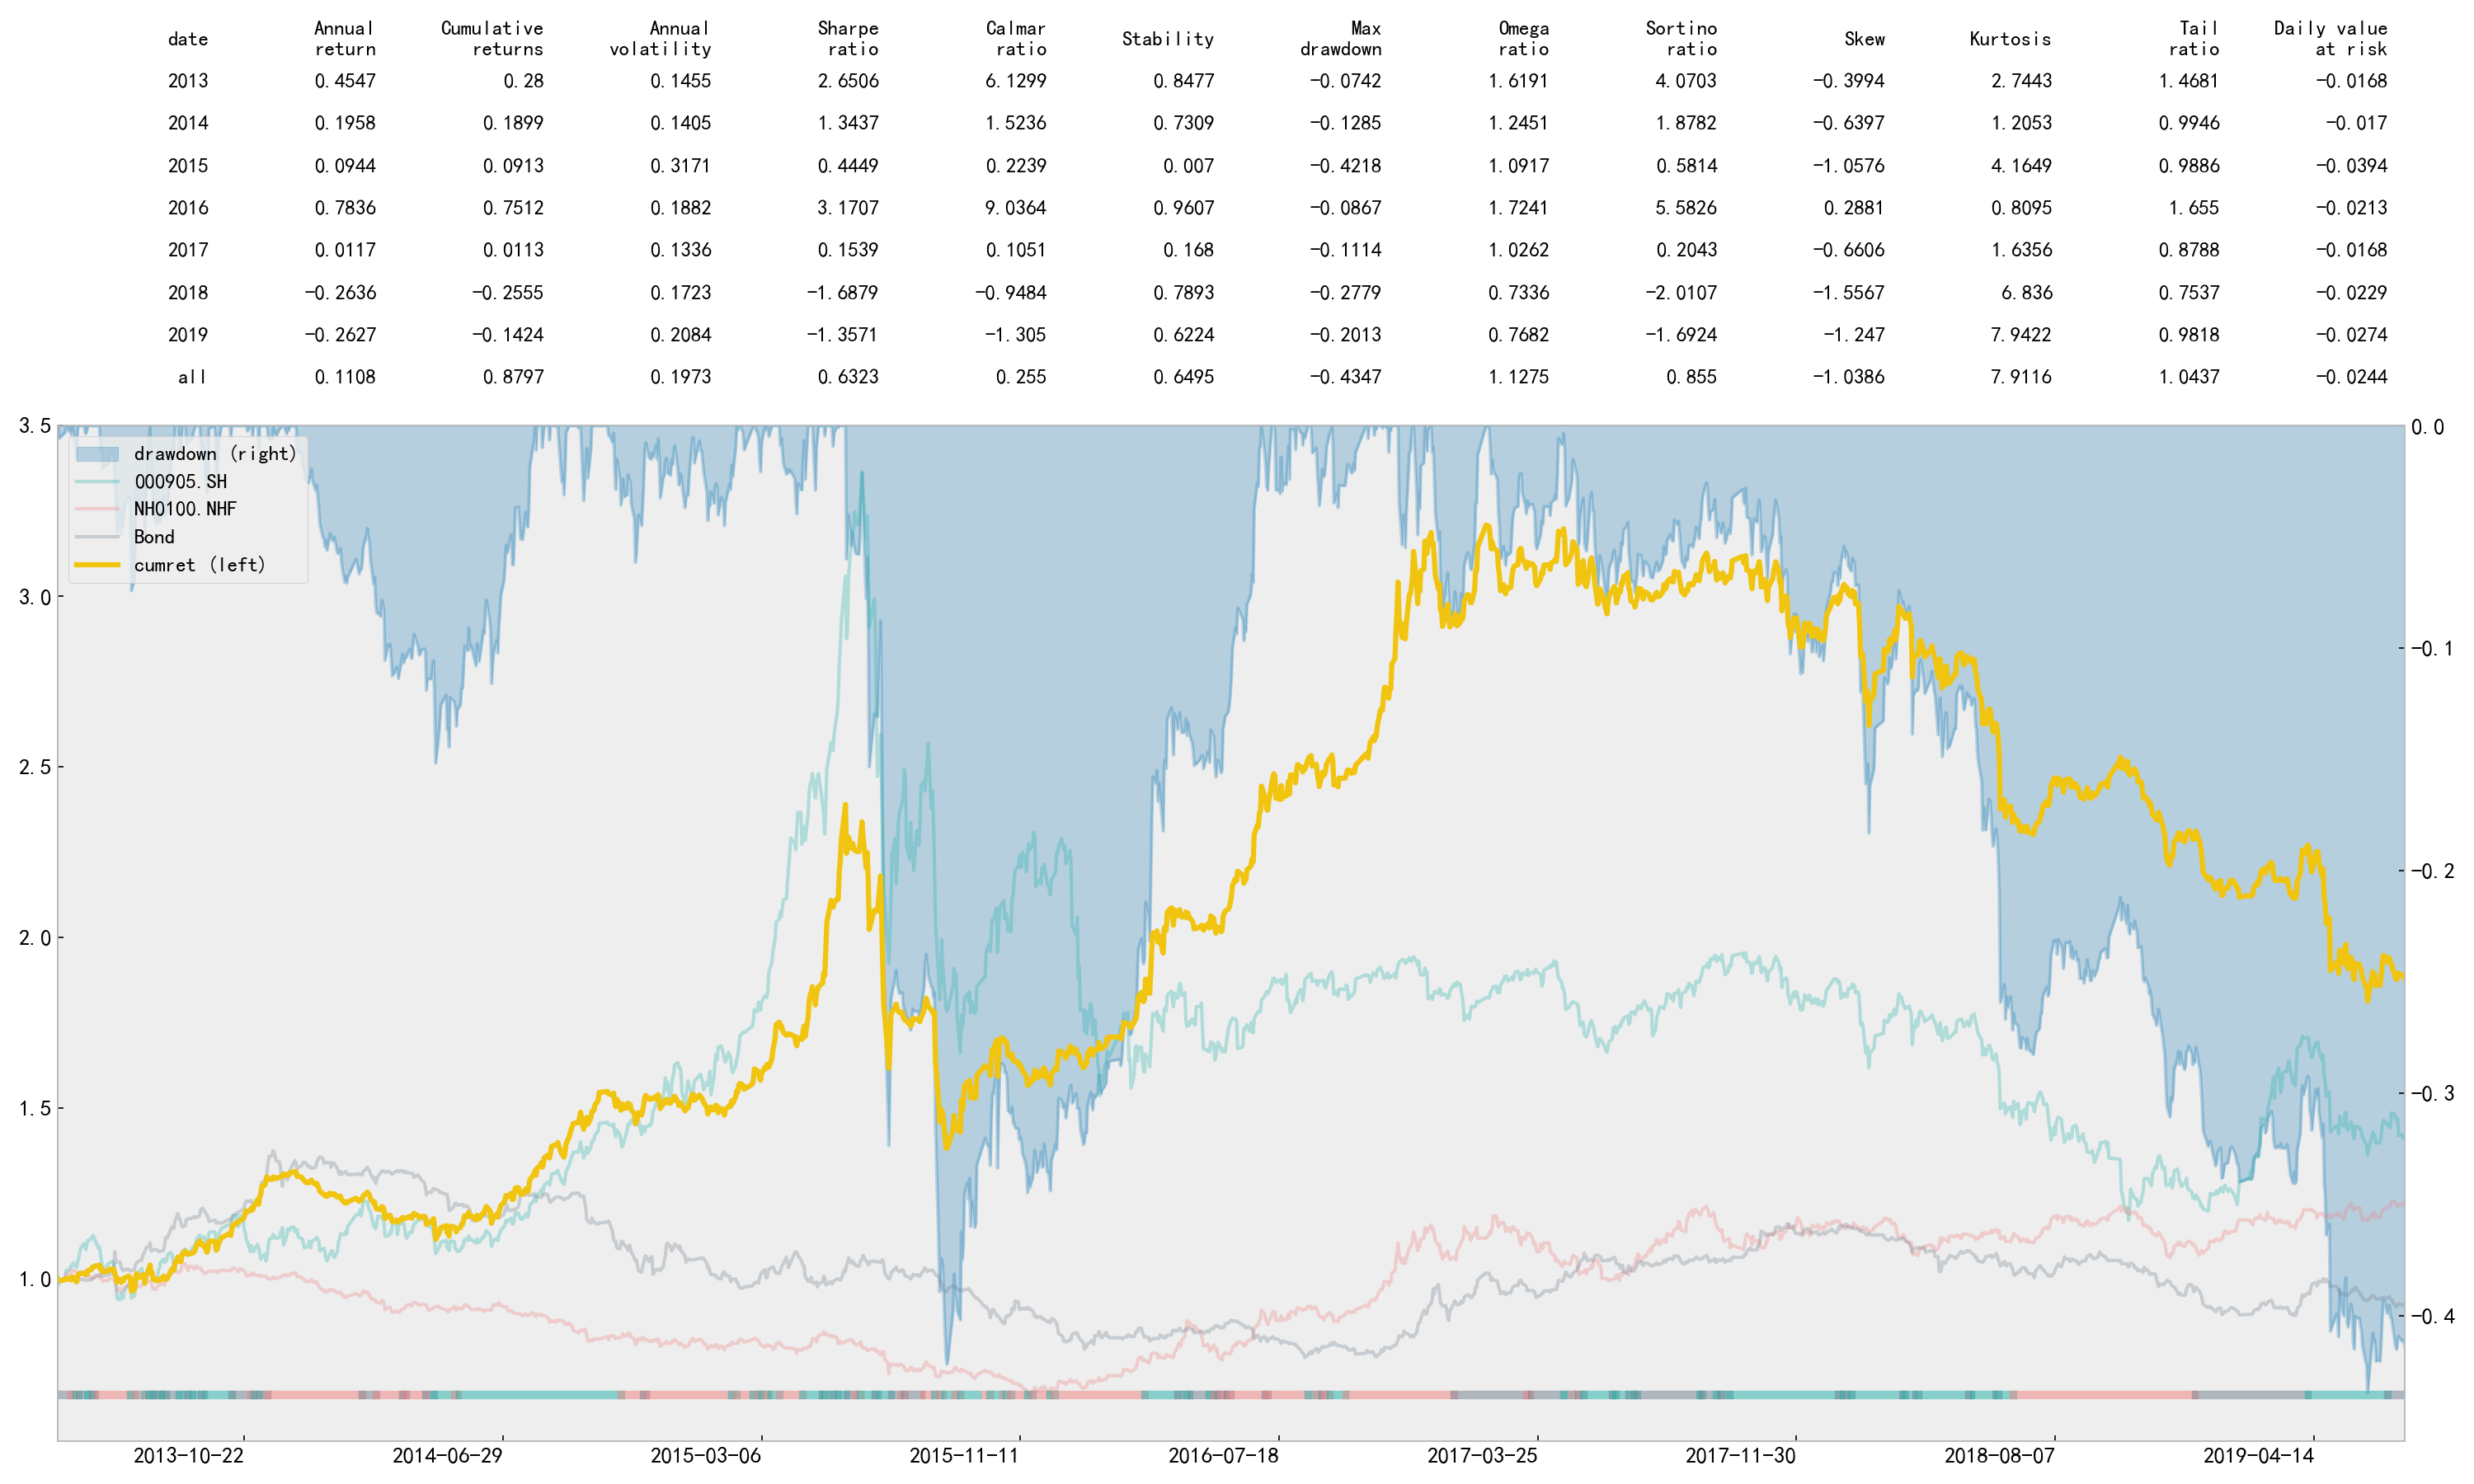 date Annual return Cumulative returns Annual volatility Sharpe ratio Calmar ratio Stability Max drawdown Omega ratio Sortino ratio Skew Kurtosis Tail ratio Daily value at risk
2013 0.4547 0.28 0.1455 2.6506 6.1299 0.8477 −0.0742 1.6191 4.0703 −0.3994 2.7443 1.4681 −0.0168
2014 0.1958 0.1899 0.1405 1.3437 1.5236 0.7309 −0.1285 1.2451 1.8782 −0.6397 1.2053 0.9946 −0.017
2015 0.0944 0.0913 0.3171 0.4449 0.2239 0.007 −0.4218 1.0917 0.5814 −1.0576 4.1649 0.9886 −0.0394
2016 0.7836 0.7512 0.1882 3.1707 9.0364 0.9607 −0.0867 1.7241 5.5826 0.2881 0.8095 1.655 −0.0213
2017 0.0117 0.0113 0.1336 0.1539 0.1051 0.168 −0.1114 1.0262 0.2043 −0.6606 1.6356 0.8788 −0.0168
2018 −0.2636 −0.2555 0.1723 −1.6879 −0.9484 0.7893 −0.2779 0.7336 −2.0107 −1.5567 6.836 0.7537 −0.0229
2019 −0.2627 −0.1424 0.2084 −1.3571 −1.305 0.6224 −0.2013 0.7682 −1.6924 −1.247 7.9422 0.9818 −0.0274
all 0.1108 0.8797 0.1973 0.6323 0.255 0.6495 −0.4347 1.1275 0.855 −1.0386 7.9116 1.0437 −0.0244
3.5
3.0
2.5
2.0
1.5
1.0
drawdown (right)
000905.SH
NH0100.NHF
Bond
cumret (left)
0.0
−0.1
−0.2
−0.3
−0.4
2013-10-22 2014-06-29 2015-03-06 2015-11-11 2016-07-18 2017-03-25 2017-11-30 2018-08-07 2019-04-14